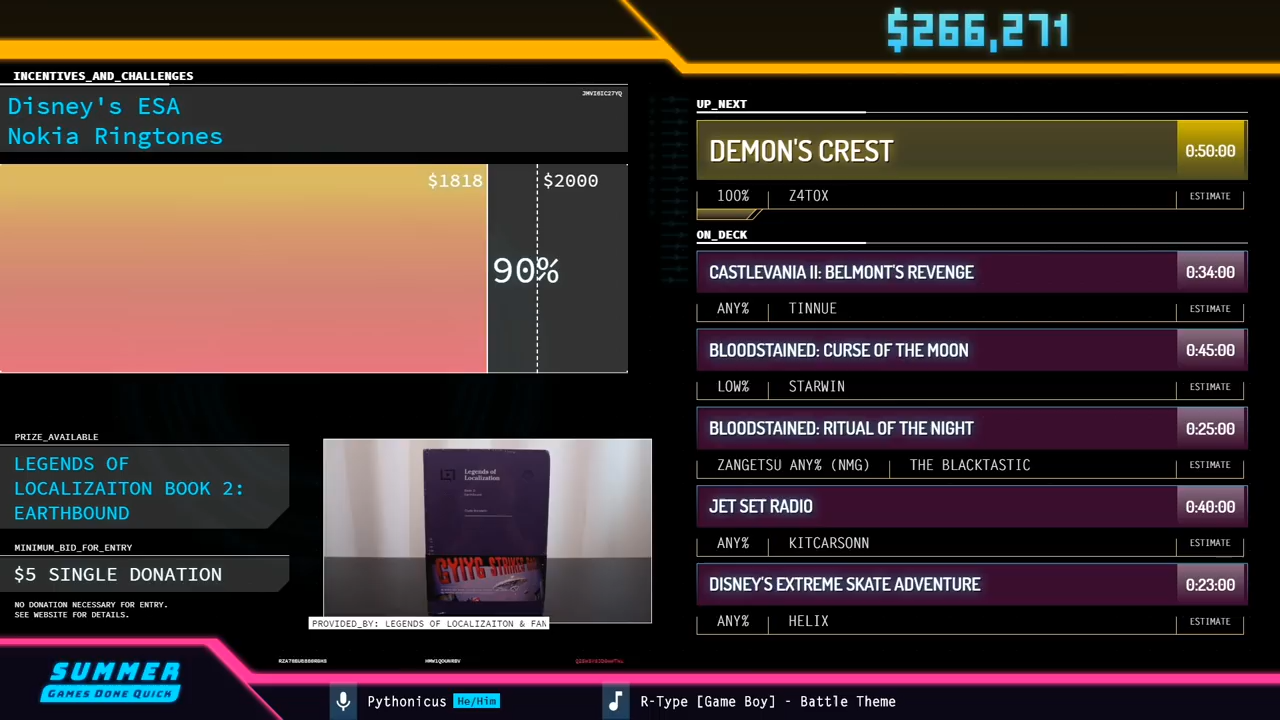 $266,271
INCENTIVES_AND_CHALLENGES
Disney's ESA
Nokia Ringtones
$1818
$2000
90%
UP_NEXT
DEMON'S CREST
0:50:00
100%
Z4TOX
ESTIMATE
ON_DECK
CASTLEVANIA II: BELMONT'S REVENGE
0:34:00
ANY%
TINNUE
ESTIMATE
BLOODSTAINED: CURSE OF THE MOON
0:45:00
LOW%
STARWIN
ESTIMATE
BLOODSTAINED: RITUAL OF THE NIGHT
0:25:00
ZANGETSU ANY% (NMG)
THE BLACKTASTIC
ESTIMATE
JET SET RADIO
0:40:00
ANY%
KITCARSONN
ESTIMATE
DISNEY'S EXTREME SKATE ADVENTURE
0:23:00
ANY%
HELIX
ESTIMATE
PRIZE_AVAILABLE
LEGENDS OF
LOCALIZAITON BOOK 2:
EARTHBOUND
MINIMUM_BID_FOR_ENTRY
$5 SINGLE DONATION
NO DONATION NECESSARY FOR ENTRY.
SEE WEBSITE FOR DETAILS.
Legends of
Localization
GYIYG STRIKES
PROVIDED_BY: LEGENDS OF LOCALIZAITON & FAN
SUMMER
GAMES DONE QUICK
Pythonicus He/Him
R-Type [Game Boy] - Battle Theme